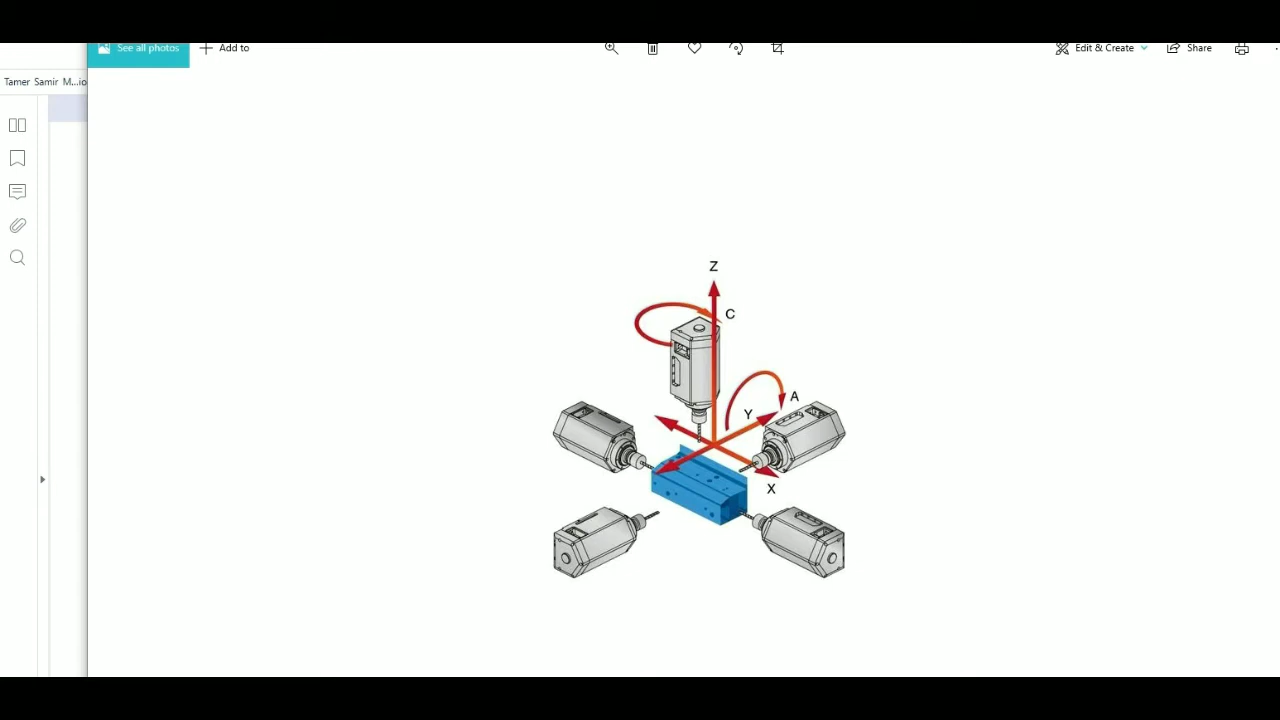 See all photos
Add to
Edit & Create
Share
Tamer Samir M...io
Z
C
A
Y
X